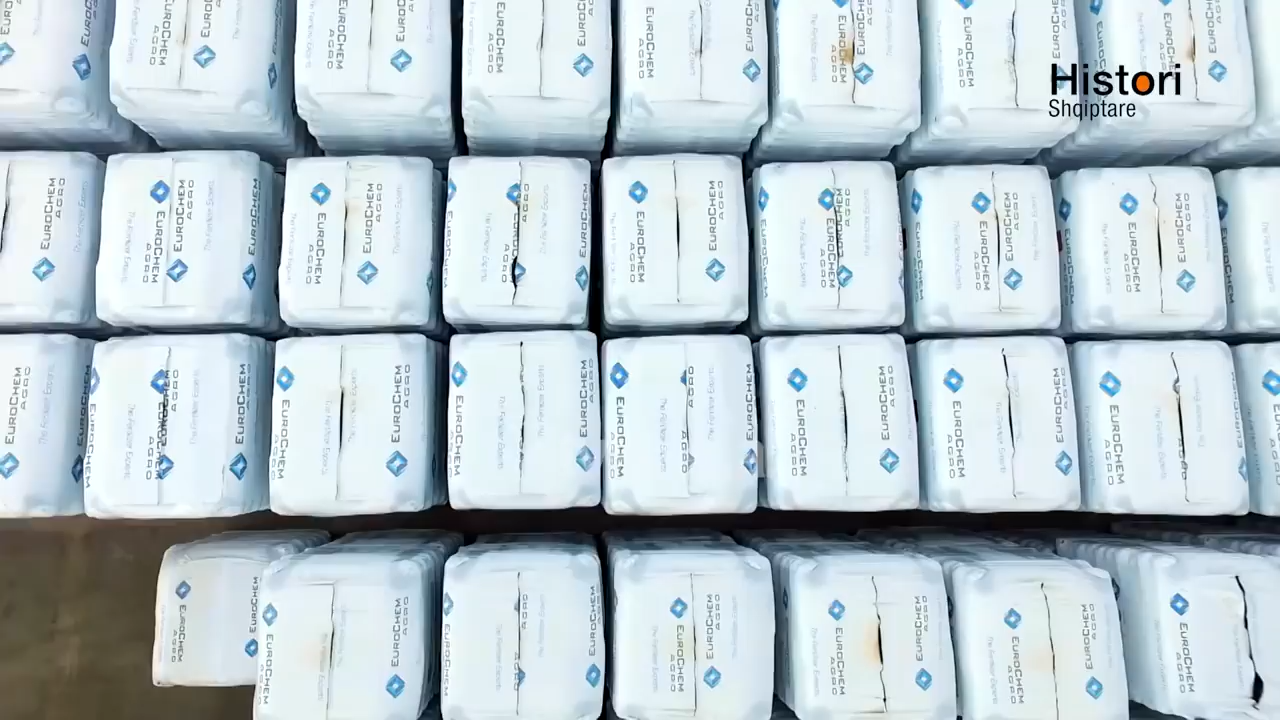 Histori
Shqiptare
EUROCHEM
AGRO
The Fertilizer Experts